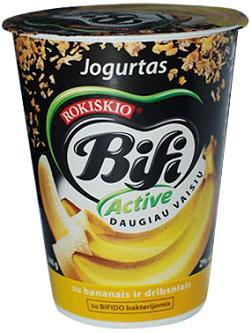 Jogurtas
ROKIŠKIO
Bifi
Active
DAUGIAU VAISIŲ
su bananais ir dribsniais
su BIFIDO bakterijomis